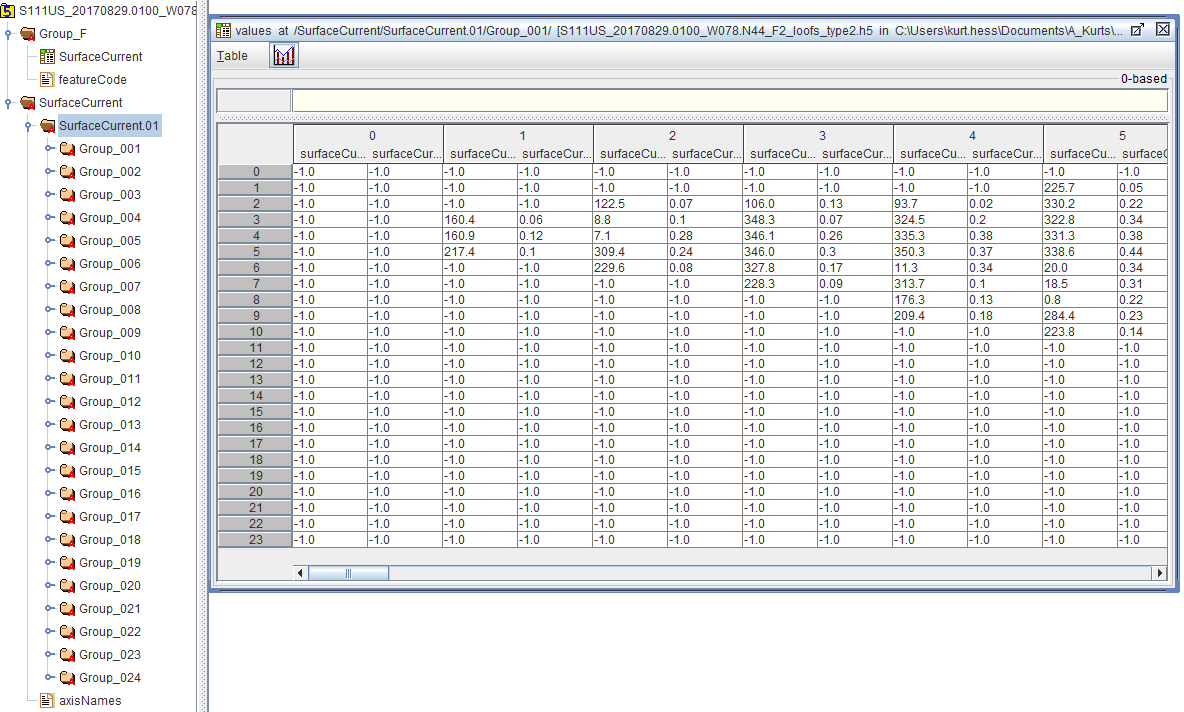 S111US_20170829.0100_W078
Group_F
SurfaceCurrent
featureCode
SurfaceCurrent
SurfaceCurrent.01
Group_001
Group_002
Group_003
Group_004
Group_005
Group_006
Group_007
Group_008
Group_009
Group_010
Group_011
Group_012
Group_013
Group_014
Group_015
Group_016
Group_017
Group_018
Group_019
Group_020
Group_021
Group_022
Group_023
Group_024
axisNames
values at /SurfaceCurrent/SurfaceCurrent.01/Group_001/ [S111US_20170829.0100_W078.N44_F2_loofs_type2.h5 in C:\Users\kurt.hess\Documents\A_Kurts\...
Table
0-based
0 1 2 3 4 5
surfaceCu... surfaceCur... surfaceCu... surfaceCur... surfaceCu... surfaceCur... surfaceCu... surfaceCur... surfaceCu... surfaceCur... surfaceCu... surfaceC
0 -1.0 -1.0 -1.0 -1.0 -1.0 -1.0 -1.0 -1.0 -1.0 -1.0 -1.0 -1.0
1 -1.0 -1.0 -1.0 -1.0 -1.0 -1.0 -1.0 -1.0 -1.0 -1.0 225.7 0.05
2 -1.0 -1.0 -1.0 -1.0 122.5 0.07 106.0 0.13 93.7 0.02 330.2 0.22
3 -1.0 -1.0 160.4 0.06 8.8 0.1 348.3 0.07 324.5 0.2 322.8 0.34
4 -1.0 -1.0 160.9 0.12 7.1 0.28 346.1 0.26 335.3 0.38 331.3 0.38
5 -1.0 -1.0 217.4 0.1 309.4 0.24 346.0 0.3 350.3 0.37 338.6 0.44
6 -1.0 -1.0 -1.0 -1.0 229.6 0.08 327.8 0.17 11.3 0.34 20.0 0.34
7 -1.0 -1.0 -1.0 -1.0 -1.0 -1.0 228.3 0.09 313.7 0.1 18.5 0.31
8 -1.0 -1.0 -1.0 -1.0 -1.0 -1.0 -1.0 -1.0 176.3 0.13 0.8 0.22
9 -1.0 -1.0 -1.0 -1.0 -1.0 -1.0 -1.0 -1.0 209.4 0.18 284.4 0.23
10 -1.0 -1.0 -1.0 -1.0 -1.0 -1.0 -1.0 -1.0 -1.0 -1.0 223.8 0.14
11 -1.0 -1.0 -1.0 -1.0 -1.0 -1.0 -1.0 -1.0 -1.0 -1.0 -1.0 -1.0
12 -1.0 -1.0 -1.0 -1.0 -1.0 -1.0 -1.0 -1.0 -1.0 -1.0 -1.0 -1.0
13 -1.0 -1.0 -1.0 -1.0 -1.0 -1.0 -1.0 -1.0 -1.0 -1.0 -1.0 -1.0
14 -1.0 -1.0 -1.0 -1.0 -1.0 -1.0 -1.0 -1.0 -1.0 -1.0 -1.0 -1.0
15 -1.0 -1.0 -1.0 -1.0 -1.0 -1.0 -1.0 -1.0 -1.0 -1.0 -1.0 -1.0
16 -1.0 -1.0 -1.0 -1.0 -1.0 -1.0 -1.0 -1.0 -1.0 -1.0 -1.0 -1.0
17 -1.0 -1.0 -1.0 -1.0 -1.0 -1.0 -1.0 -1.0 -1.0 -1.0 -1.0 -1.0
18 -1.0 -1.0 -1.0 -1.0 -1.0 -1.0 -1.0 -1.0 -1.0 -1.0 -1.0 -1.0
19 -1.0 -1.0 -1.0 -1.0 -1.0 -1.0 -1.0 -1.0 -1.0 -1.0 -1.0 -1.0
20 -1.0 -1.0 -1.0 -1.0 -1.0 -1.0 -1.0 -1.0 -1.0 -1.0 -1.0 -1.0
21 -1.0 -1.0 -1.0 -1.0 -1.0 -1.0 -1.0 -1.0 -1.0 -1.0 -1.0 -1.0
22 -1.0 -1.0 -1.0 -1.0 -1.0 -1.0 -1.0 -1.0 -1.0 -1.0 -1.0 -1.0
23 -1.0 -1.0 -1.0 -1.0 -1.0 -1.0 -1.0 -1.0 -1.0 -1.0 -1.0 -1.0